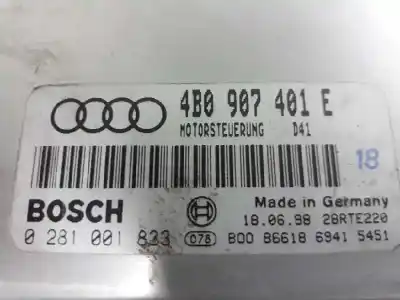 4B0 907 401 E
MOTORSTEUERUNG D41
18
BOSCH
Made in Germany
18.06.98 28RTE220
0 281 001 833 078 B00 86618 6941 5451